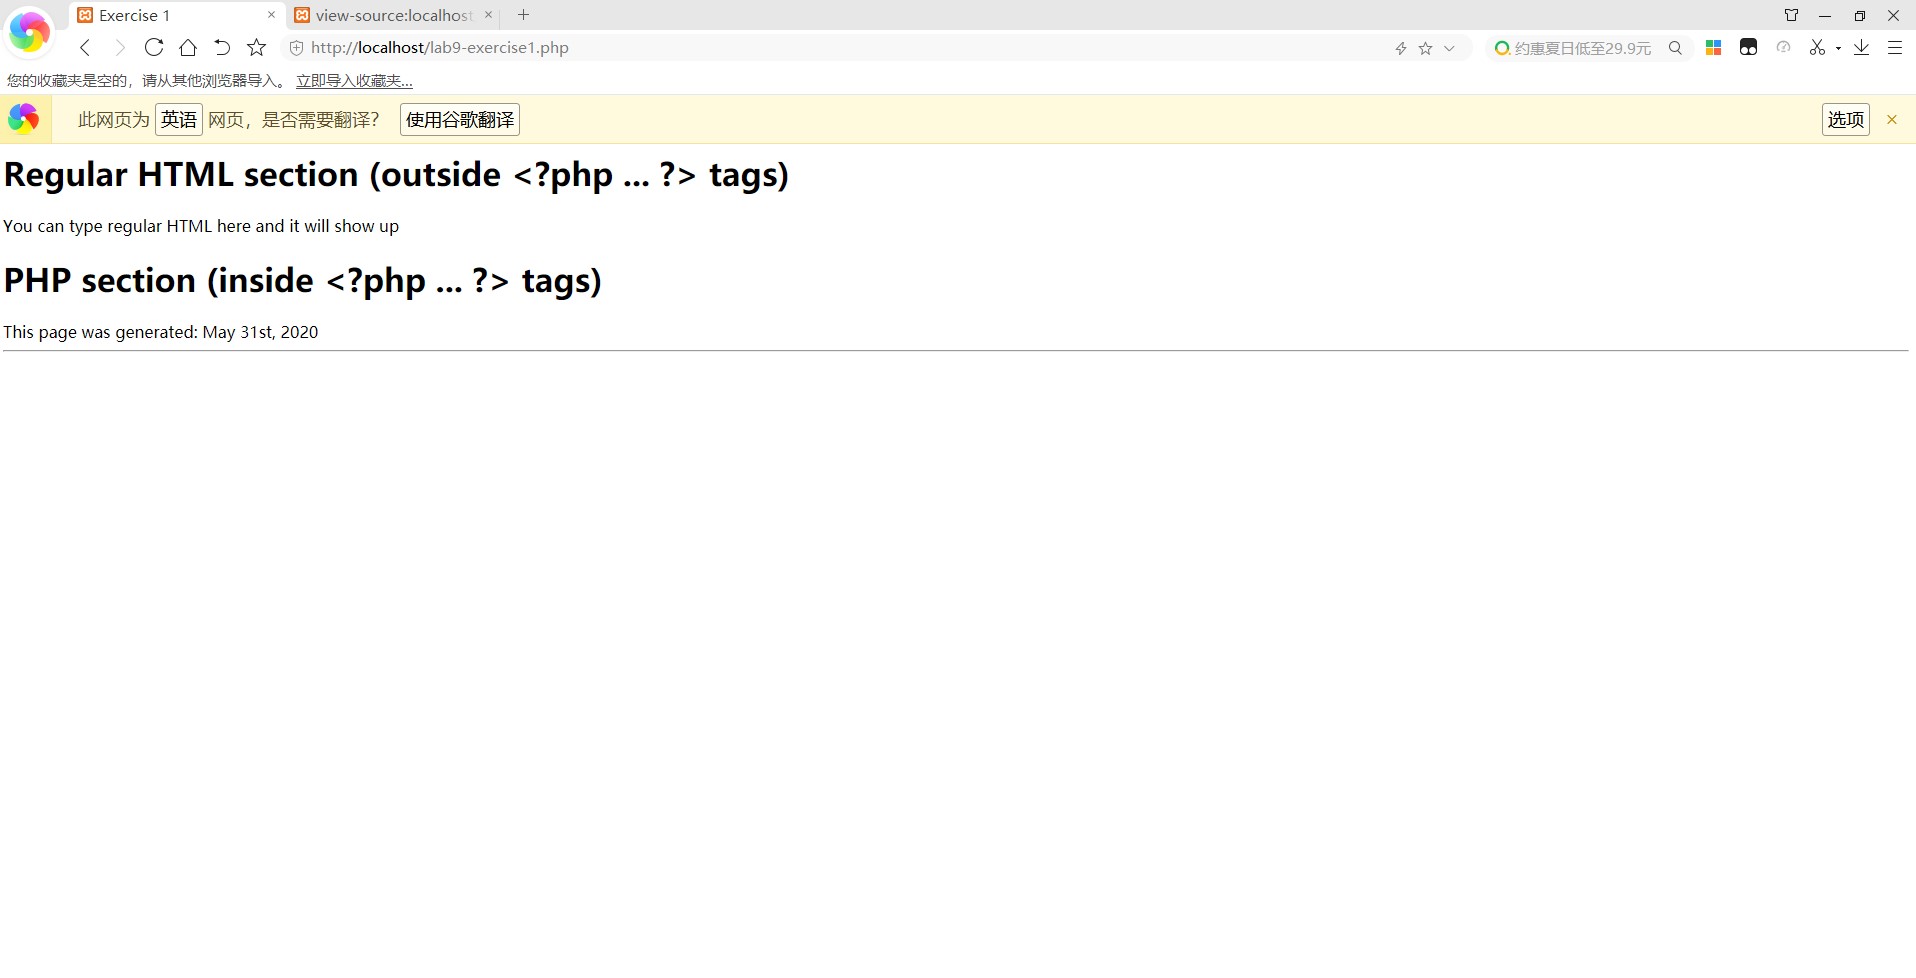 Exercise 1
view-source:localhost
http://localhost/lab9-exercise1.php
约惠夏日低至29.9元
您的收藏夹是空的，请从其他浏览器导入。 立即导入收藏夹...
此网页为 英语 网页，是否需要翻译？ 使用谷歌翻译 选项
Regular HTML section (outside <?php ... ?> tags)
You can type regular HTML here and it will show up
PHP section (inside <?php ... ?> tags)
This page was generated: May 31st, 2020